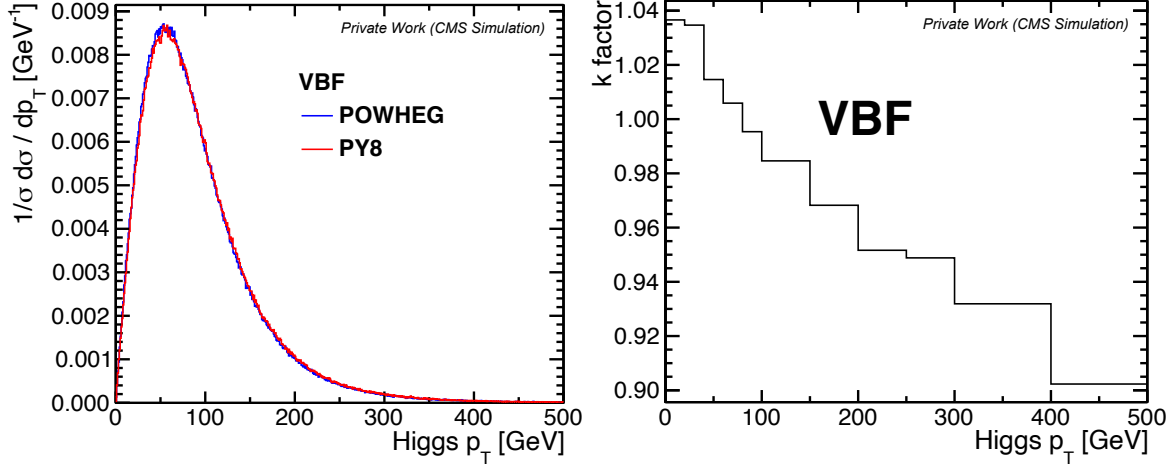 Private Work (CMS Simulation)
1/σ dσ / dp_T [GeV⁻¹]
0.009
0.008
0.007
0.006
0.005
0.004
0.003
0.002
0.001
0.000
VBF
POWHEG
PY8
0 100 200 300 400 500
Higgs p_T [GeV]
Private Work (CMS Simulation)
k factor
1.04
1.02
1.00
0.98
0.96
0.94
0.92
0.90
VBF
0 100 200 300 400 500
Higgs p_T [GeV]